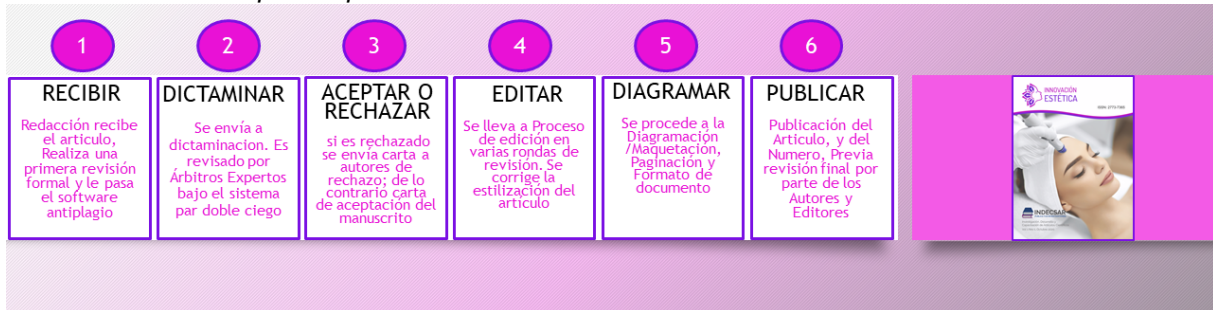 1
2
3
4
5
6
RECIBIR
Redacción recibe
el articulo,
Realiza una
primera revisión
formal y le pasa
el software
antiplagio
DICTAMINAR
Se envía a
dictaminacion. Es
revisado por
Árbitros Expertos
bajo el sistema
par doble ciego
ACEPTAR O
RECHAZAR
si es rechazado
se envia carta a
autores de
rechazo; de lo
contrario carta
de aceptación del
manuscrito
EDITAR
Se lleva a Proceso
de edición en
varias rondas de
revisión. Se
corrige la
estilización del
artículo
DIAGRAMAR
Se procede a la
Diagramación
/Maquetación,
Paginación y
Formato de
documento
PUBLICAR
Publicación del
Articulo, y del
Numero, Previa
revisión final por
parte de los
Autores y
Editores
INNOVACIÓN
ESTÉTICA
INDECSAR